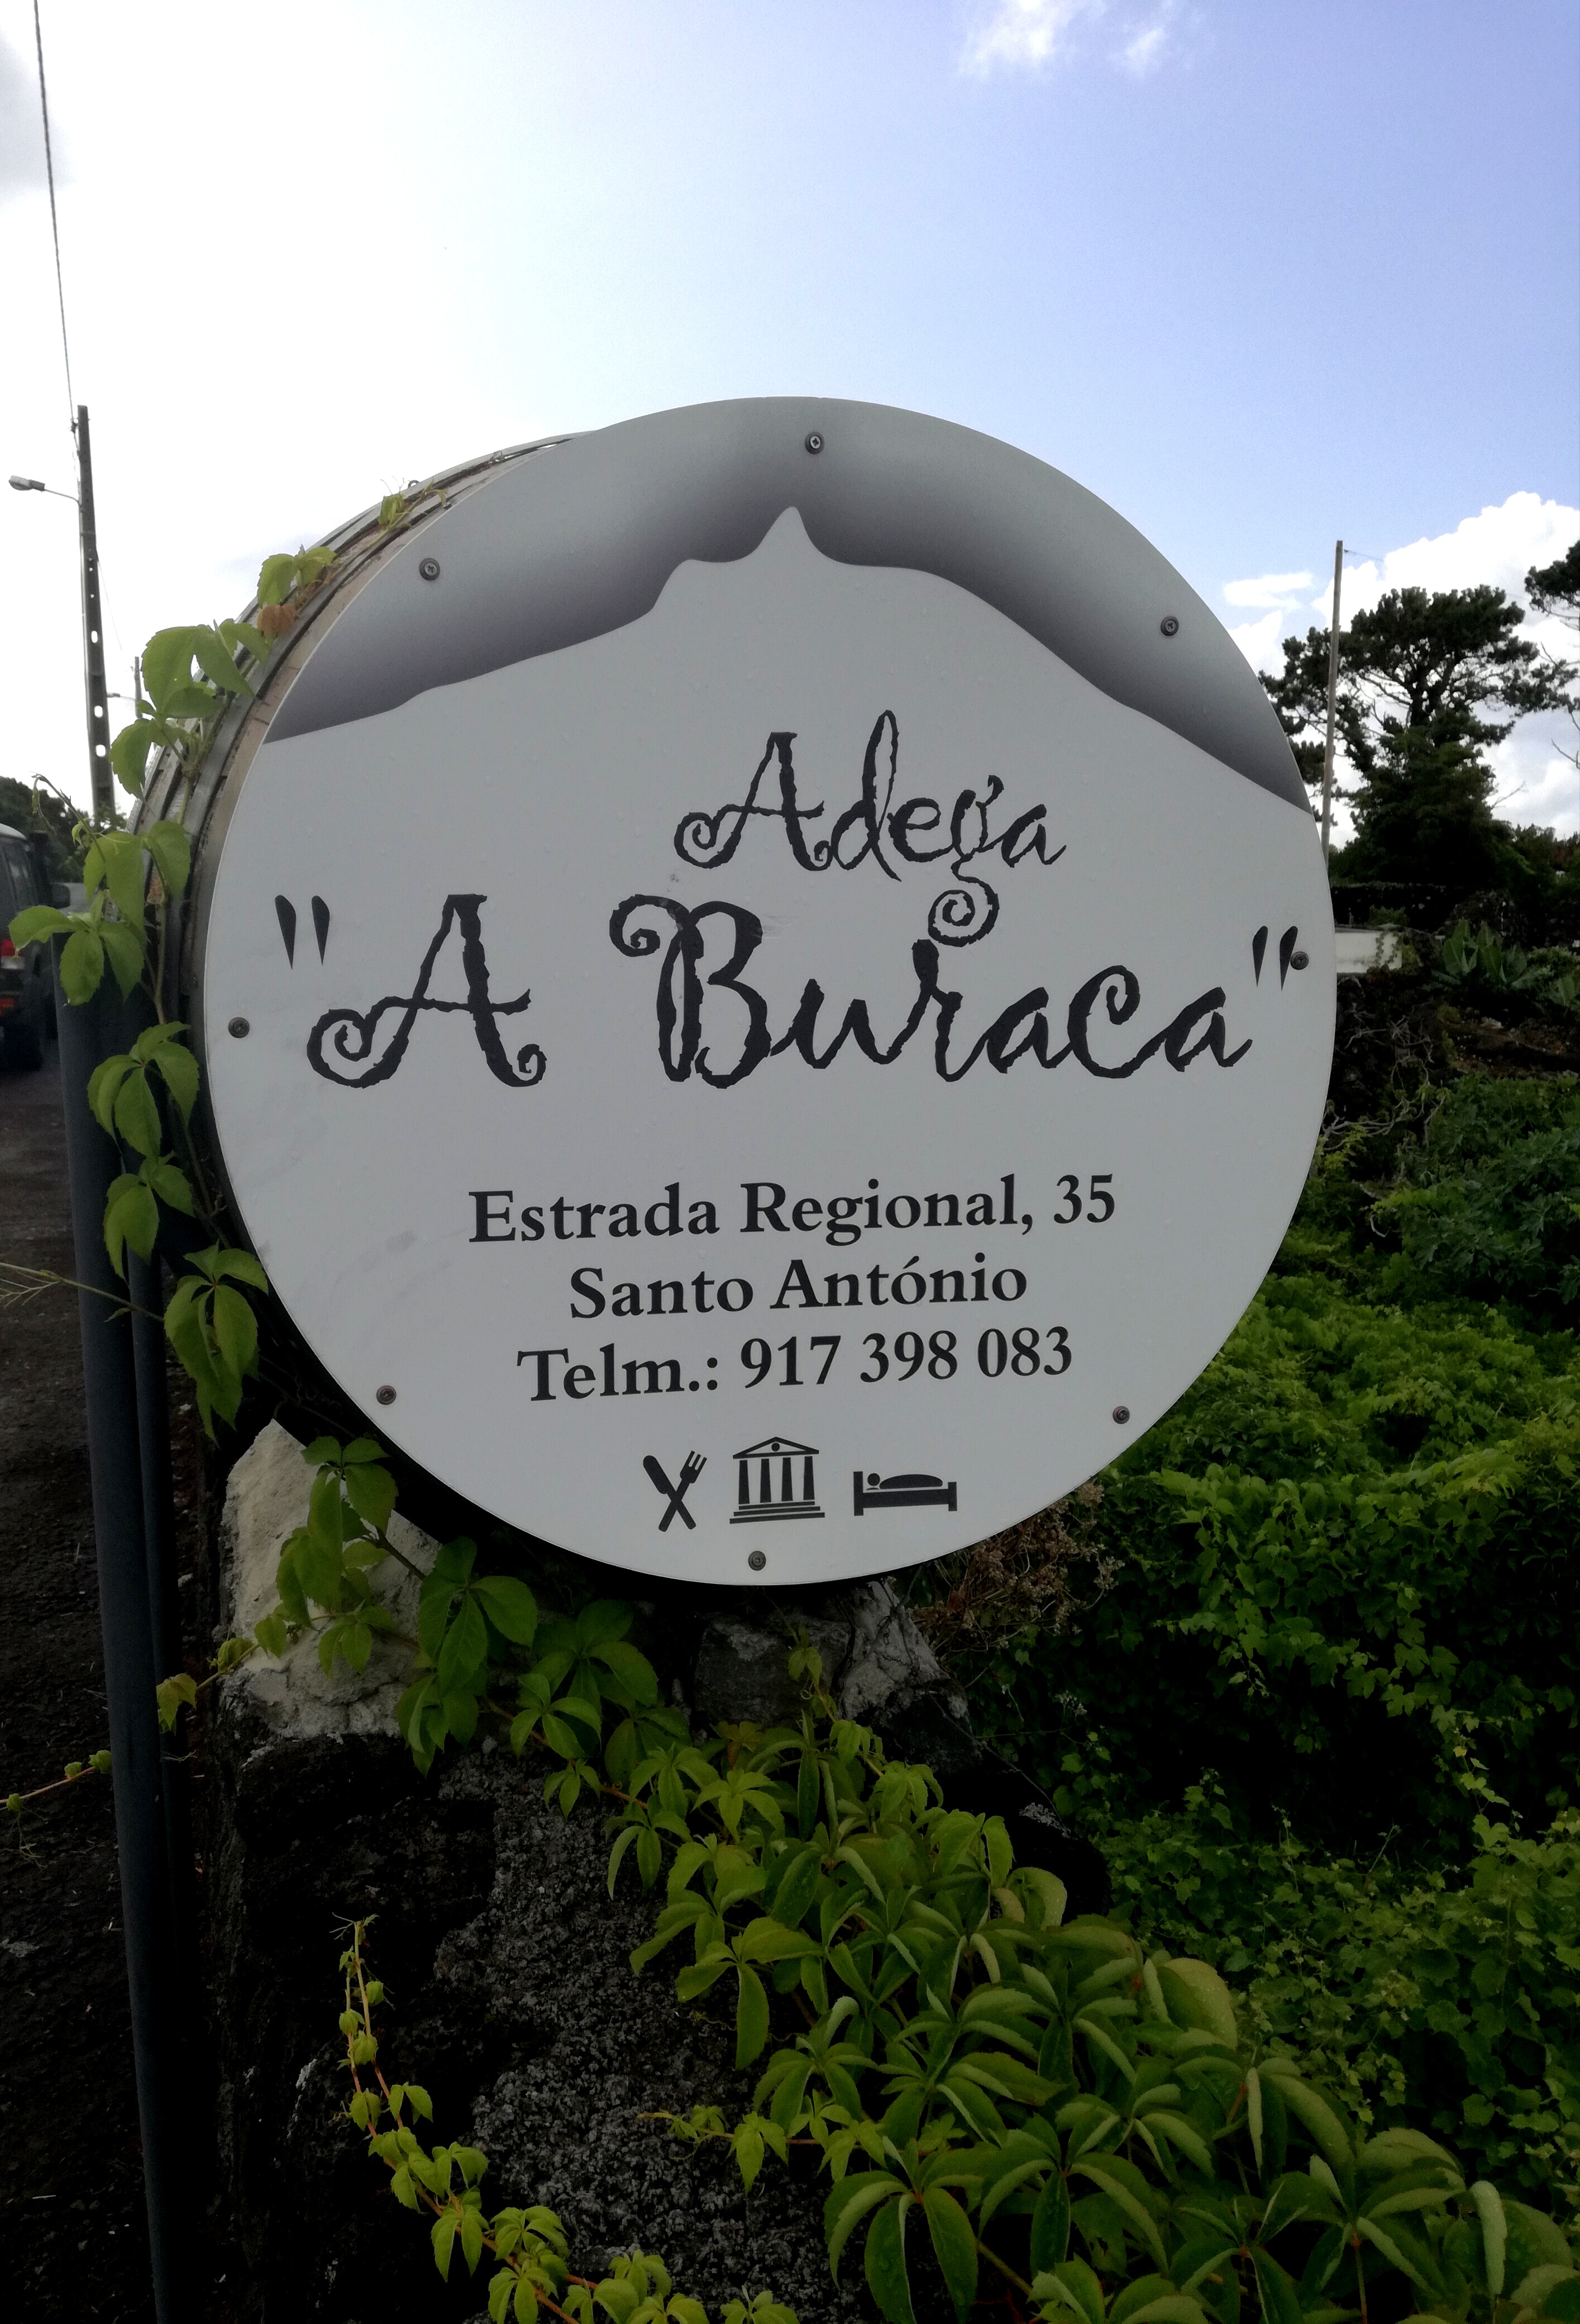 Adega
"A Buraca"
Estrada Regional, 35
Santo António
Telm.: 917 398 083